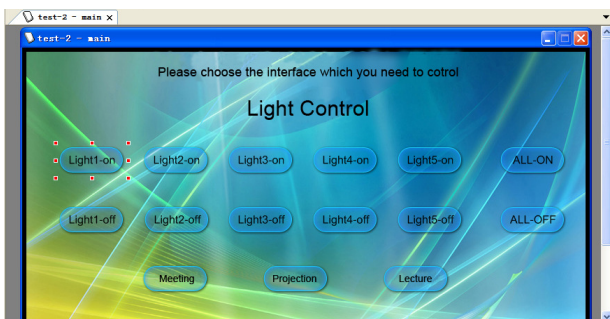 test-2 - main x
test-2 - main
Please choose the interface which you need to cotrol
Light Control
Light1-on Light2-on Light3-on Light4-on Light5-on ALL-ON
Light1-off Light2-off Light3-off Light4-off Light5-off ALL-OFF
Meeting Projection Lecture